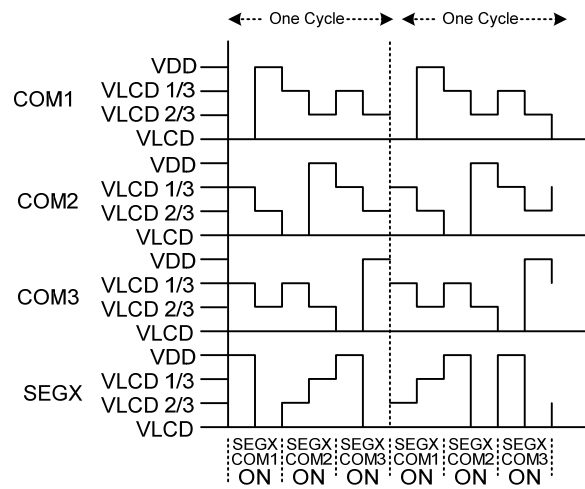 One Cycle
One Cycle
COM1
VDD
VLCD 1/3
VLCD 2/3
VLCD
COM2
VDD
VLCD 1/3
VLCD 2/3
VLCD
COM3
VDD
VLCD 1/3
VLCD 2/3
VLCD
SEGX
VDD
VLCD 1/3
VLCD 2/3
VLCD
SEGX SEGX SEGX SEGX SEGX SEGX
COM1 COM2 COM3 COM1 COM2 COM3
ON ON ON ON ON ON